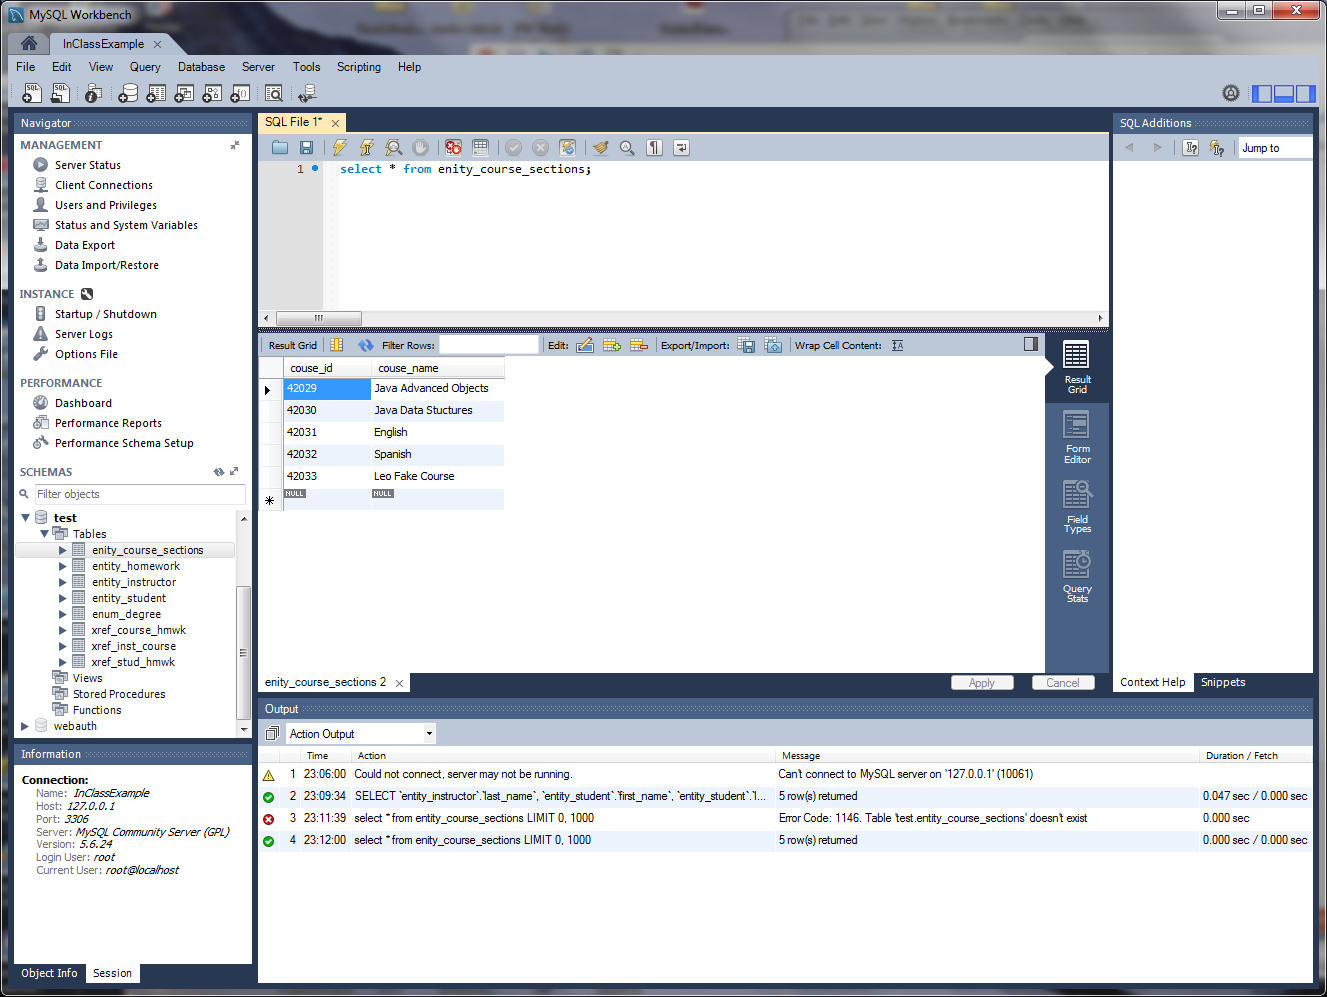 MySQL Workbench
InClassExample
File Edit View Query Database Server Tools Scripting Help
Navigator
MANAGEMENT
Server Status
Client Connections
Users and Privileges
Status and System Variables
Data Export
Data Import/Restore
INSTANCE
Startup / Shutdown
Server Logs
Options File
PERFORMANCE
Dashboard
Performance Reports
Performance Schema Setup
SCHEMAS
Filter objects
test
Tables
enity_course_sections
entity_homework
entity_instructor
entity_student
enum_degree
xref_course_hmwk
xref_inst_course
xref_stud_hmwk
Views
Stored Procedures
Functions
webauth
Information
Connection:
Name: InClassExample
Host: 127.0.0.1
Port: 3306
Server: MySQL Community Server (GPL)
Version: 5.6.24
Login User: root
Current User: root@localhost
Object Info Session
SQL File 1*
1 select * from enity_course_sections;
Result Grid Filter Rows: Edit: Export/Import: Wrap Cell Content:
couse_id couse_name
42029 Java Advanced Objects
42030 Java Data Stuctures
42031 English
42032 Spanish
42033 Leo Fake Course
NULL NULL
Result
Grid
Form
Editor
Field
Types
Query
Stats
enity_course_sections 2
Apply Cancel
SQL Additions
Jump to
Context Help Snippets
Output
Action Output
Time Action Message Duration / Fetch
1 23:06:00 Could not connect, server may not be running. Can't connect to MySQL server on '127.0.0.1' (10061)
2 23:09:34 SELECT `entity_instructor`.`last_name`, `entity_student`.`first_name`, `entity_student`.`l... 5 row(s) returned 0.047 sec / 0.000 sec
3 23:11:39 select * from entity_course_sections LIMIT 0, 1000 Error Code: 1146. Table 'test.entity_course_sections' doesn't exist 0.000 sec
4 23:12:00 select * from enity_course_sections LIMIT 0, 1000 5 row(s) returned 0.000 sec / 0.000 sec